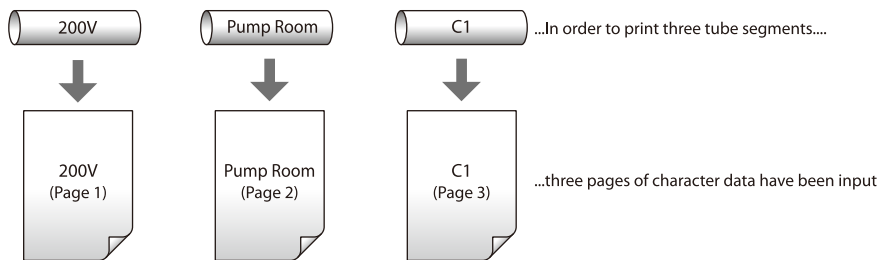 200V
Pump Room
C1
...In order to print three tube segments....
200V
(Page 1)
Pump Room
(Page 2)
C1
(Page 3)
...three pages of character data have been input